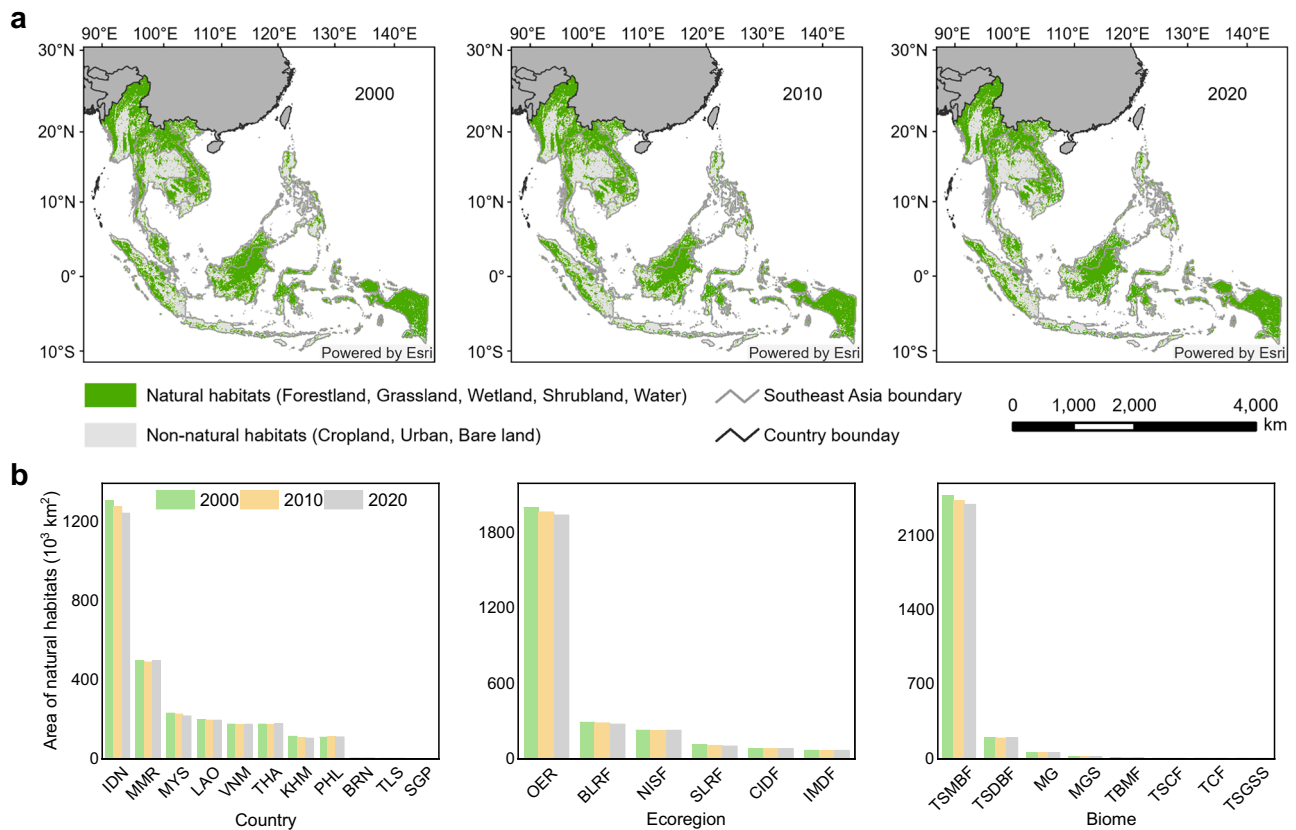 a
90°E 100°E 110°E 120°E 130°E 140°E
90°E 100°E 110°E 120°E 130°E 140°E
90°E 100°E 110°E 120°E 130°E 140°E
30°N
20°N
10°N
0°
10°S
2000
Powered by Esri
30°N
20°N
10°N
0°
10°S
2010
Powered by Esri
30°N
20°N
10°N
0°
10°S
2020
Powered by Esri
Natural habitats (Forestland, Grassland, Wetland, Shrubland, Water)
Southeast Asia boundary
Non-natural habitats (Cropland, Urban, Bare land)
Country bounday
0 1,000 2,000 4,000
km
b
Area of natural habitats (10³ km²)
1200
800
400
0
2000 2010 2020
IDN MMR MYS LAO VNM THA KHM PHL BRN TLS SGP
Country
1800
1200
600
0
OER BLRF NISF SLRF CIDF IMDF
Ecoregion
2100
1400
700
0
TSMBF TSDBF MG MGS TBMF TSCF TCF TSGSS
Biome